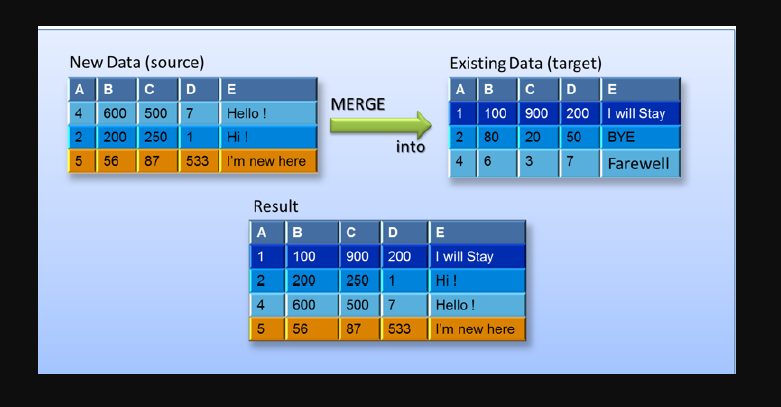 New Data (source)
A B C D E
4 600 500 7 Hello !
2 200 250 1 Hi !
5 56 87 533 I'm new here
MERGE
into
Existing Data (target)
A B C D E
1 100 900 200 I will Stay
2 80 20 50 BYE
4 6 3 7 Farewell
Result
A B C D E
1 100 900 200 I will Stay
2 200 250 1 Hi !
4 600 500 7 Hello !
5 56 87 533 I'm new here